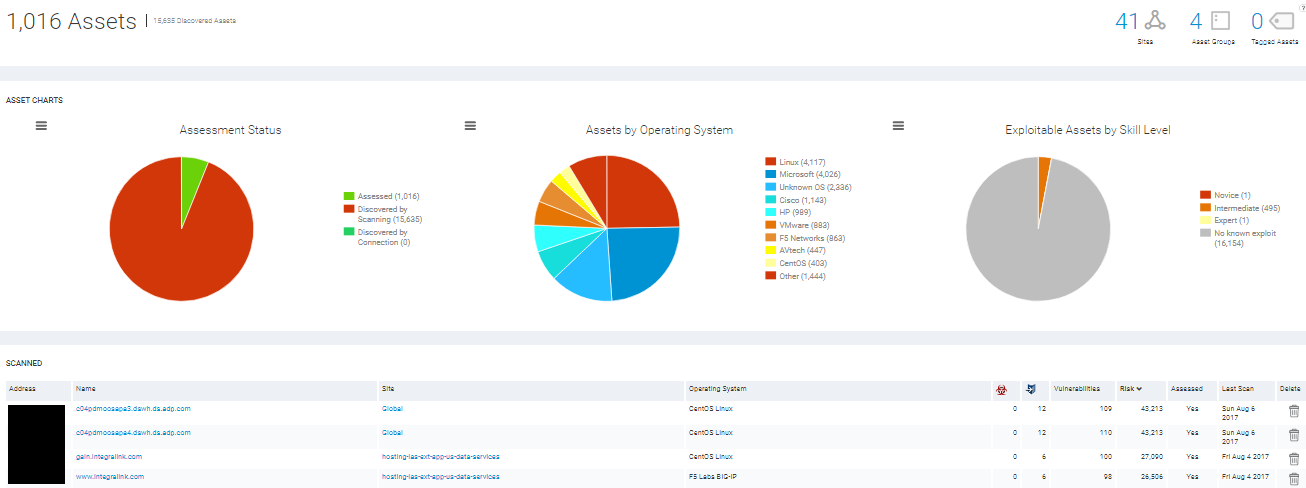 1,016 Assets | 15,635 Discovered Assets
41 4 0 ?
Sites Asset Groups Tagged Assets
ASSET CHARTS
Assessment Status
Assessed (1,016)
Discovered by
Scanning (15,635)
Discovered by
Connection (0)
Assets by Operating System
Linux (4,117)
Microsoft (4,026)
Unknown OS (2,336)
Cisco (1,143)
HP (989)
VMware (883)
F5 Networks (863)
AVtech (447)
CentOS (403)
Other (1,444)
Exploitable Assets by Skill Level
Novice (1)
Intermediate (495)
Expert (1)
No known exploit
(16,154)
SCANNED
Address Name Site Operating System Vulnerabilities Risk Assessed Last Scan Delete
c04pdmoosape3.dswh.ds.adp.com Global CentOS Linux 0 12 109 43,213 Yes Sun Aug 6
2017
c04pdmoosape4.dswh.ds.adp.com Global CentOS Linux 0 12 110 43,213 Yes Sun Aug 6
2017
gain.integralink.com hosting-ias-ext-app-us-data-services CentOS Linux 0 6 100 27,090 Yes Fri Aug 4 2017
www.integralink.com hosting-ias-ext-app-us-data-services F5 Labs BIG-IP 0 6 98 26,506 Yes Fri Aug 4 2017